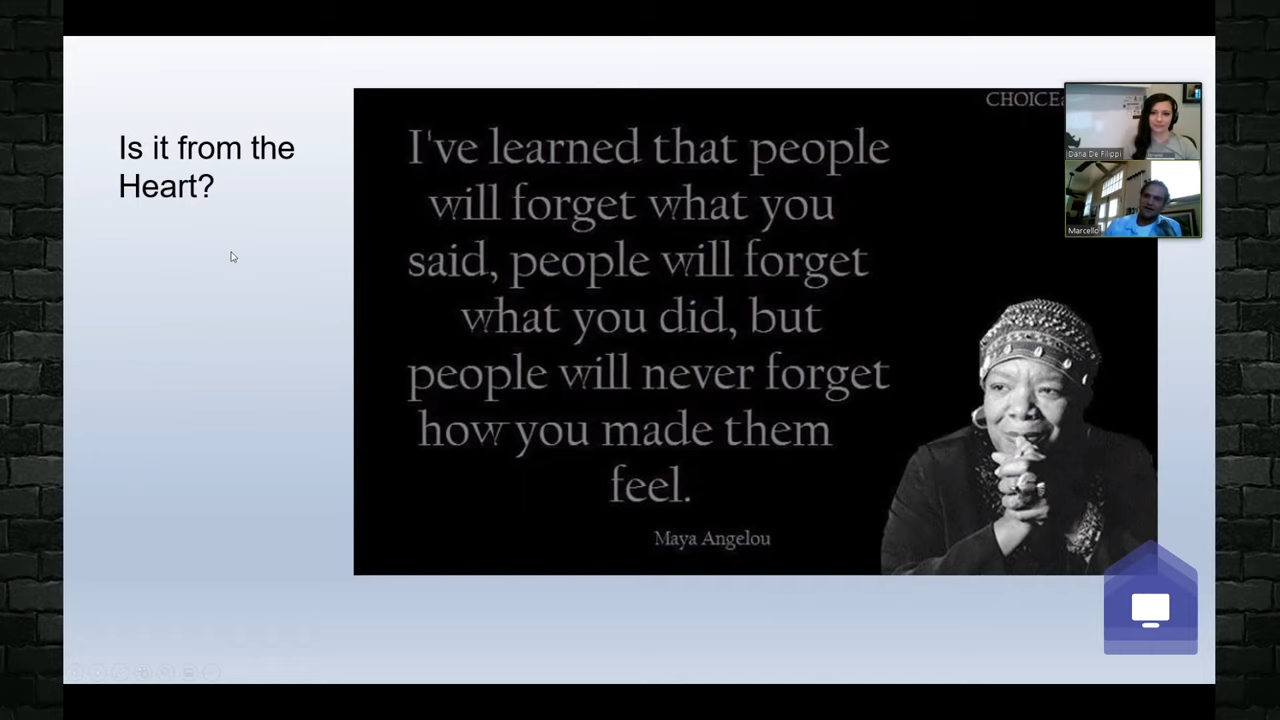 Is it from the
Heart?
I've learned that people
will forget what you
said, people will forget
what you did, but
people will never forget
how you made them
feel.
Maya Angelou
Dana De Filippi
Marcello